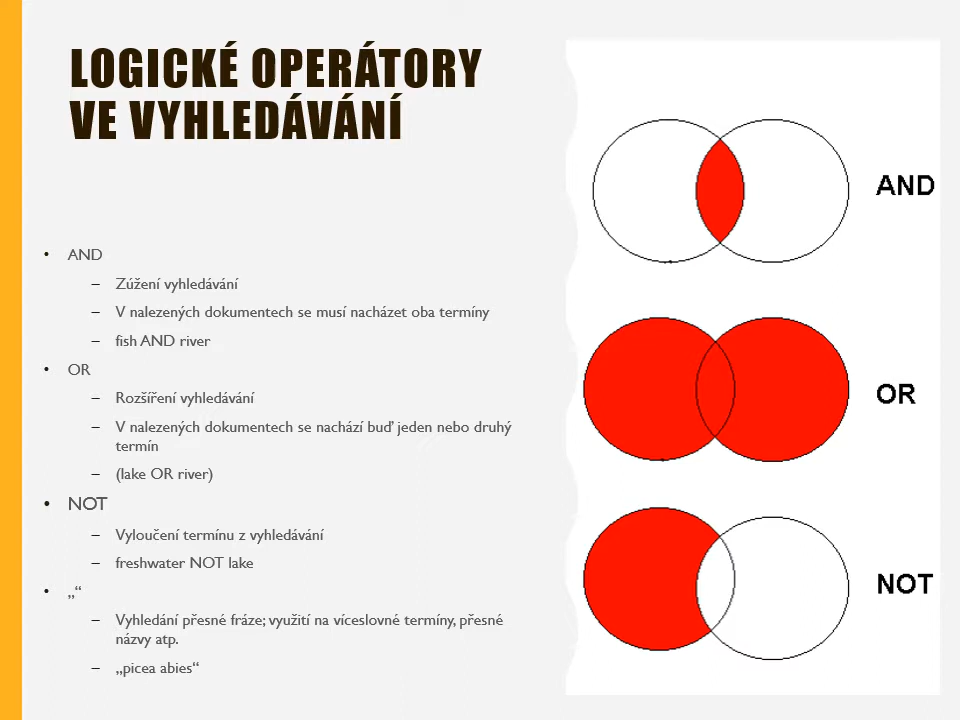 LOGICKÉ OPERÁTORY
VE VYHLEDÁVÁNÍ
• AND
– Zúžení vyhledávání
– V nalezených dokumentech se musí nacházet oba termíny
– fish AND river
• OR
– Rozšíření vyhledávání
– V nalezených dokumentech se nachází buď jeden nebo druhý
termín
– (lake OR river)
• NOT
– Vyloučení termínu z vyhledávání
– freshwater NOT lake
• „“
– Vyhledání přesné fráze; využití na víceslovné termíny, přesné
názvy atp.
– „picea abies“
AND
OR
NOT